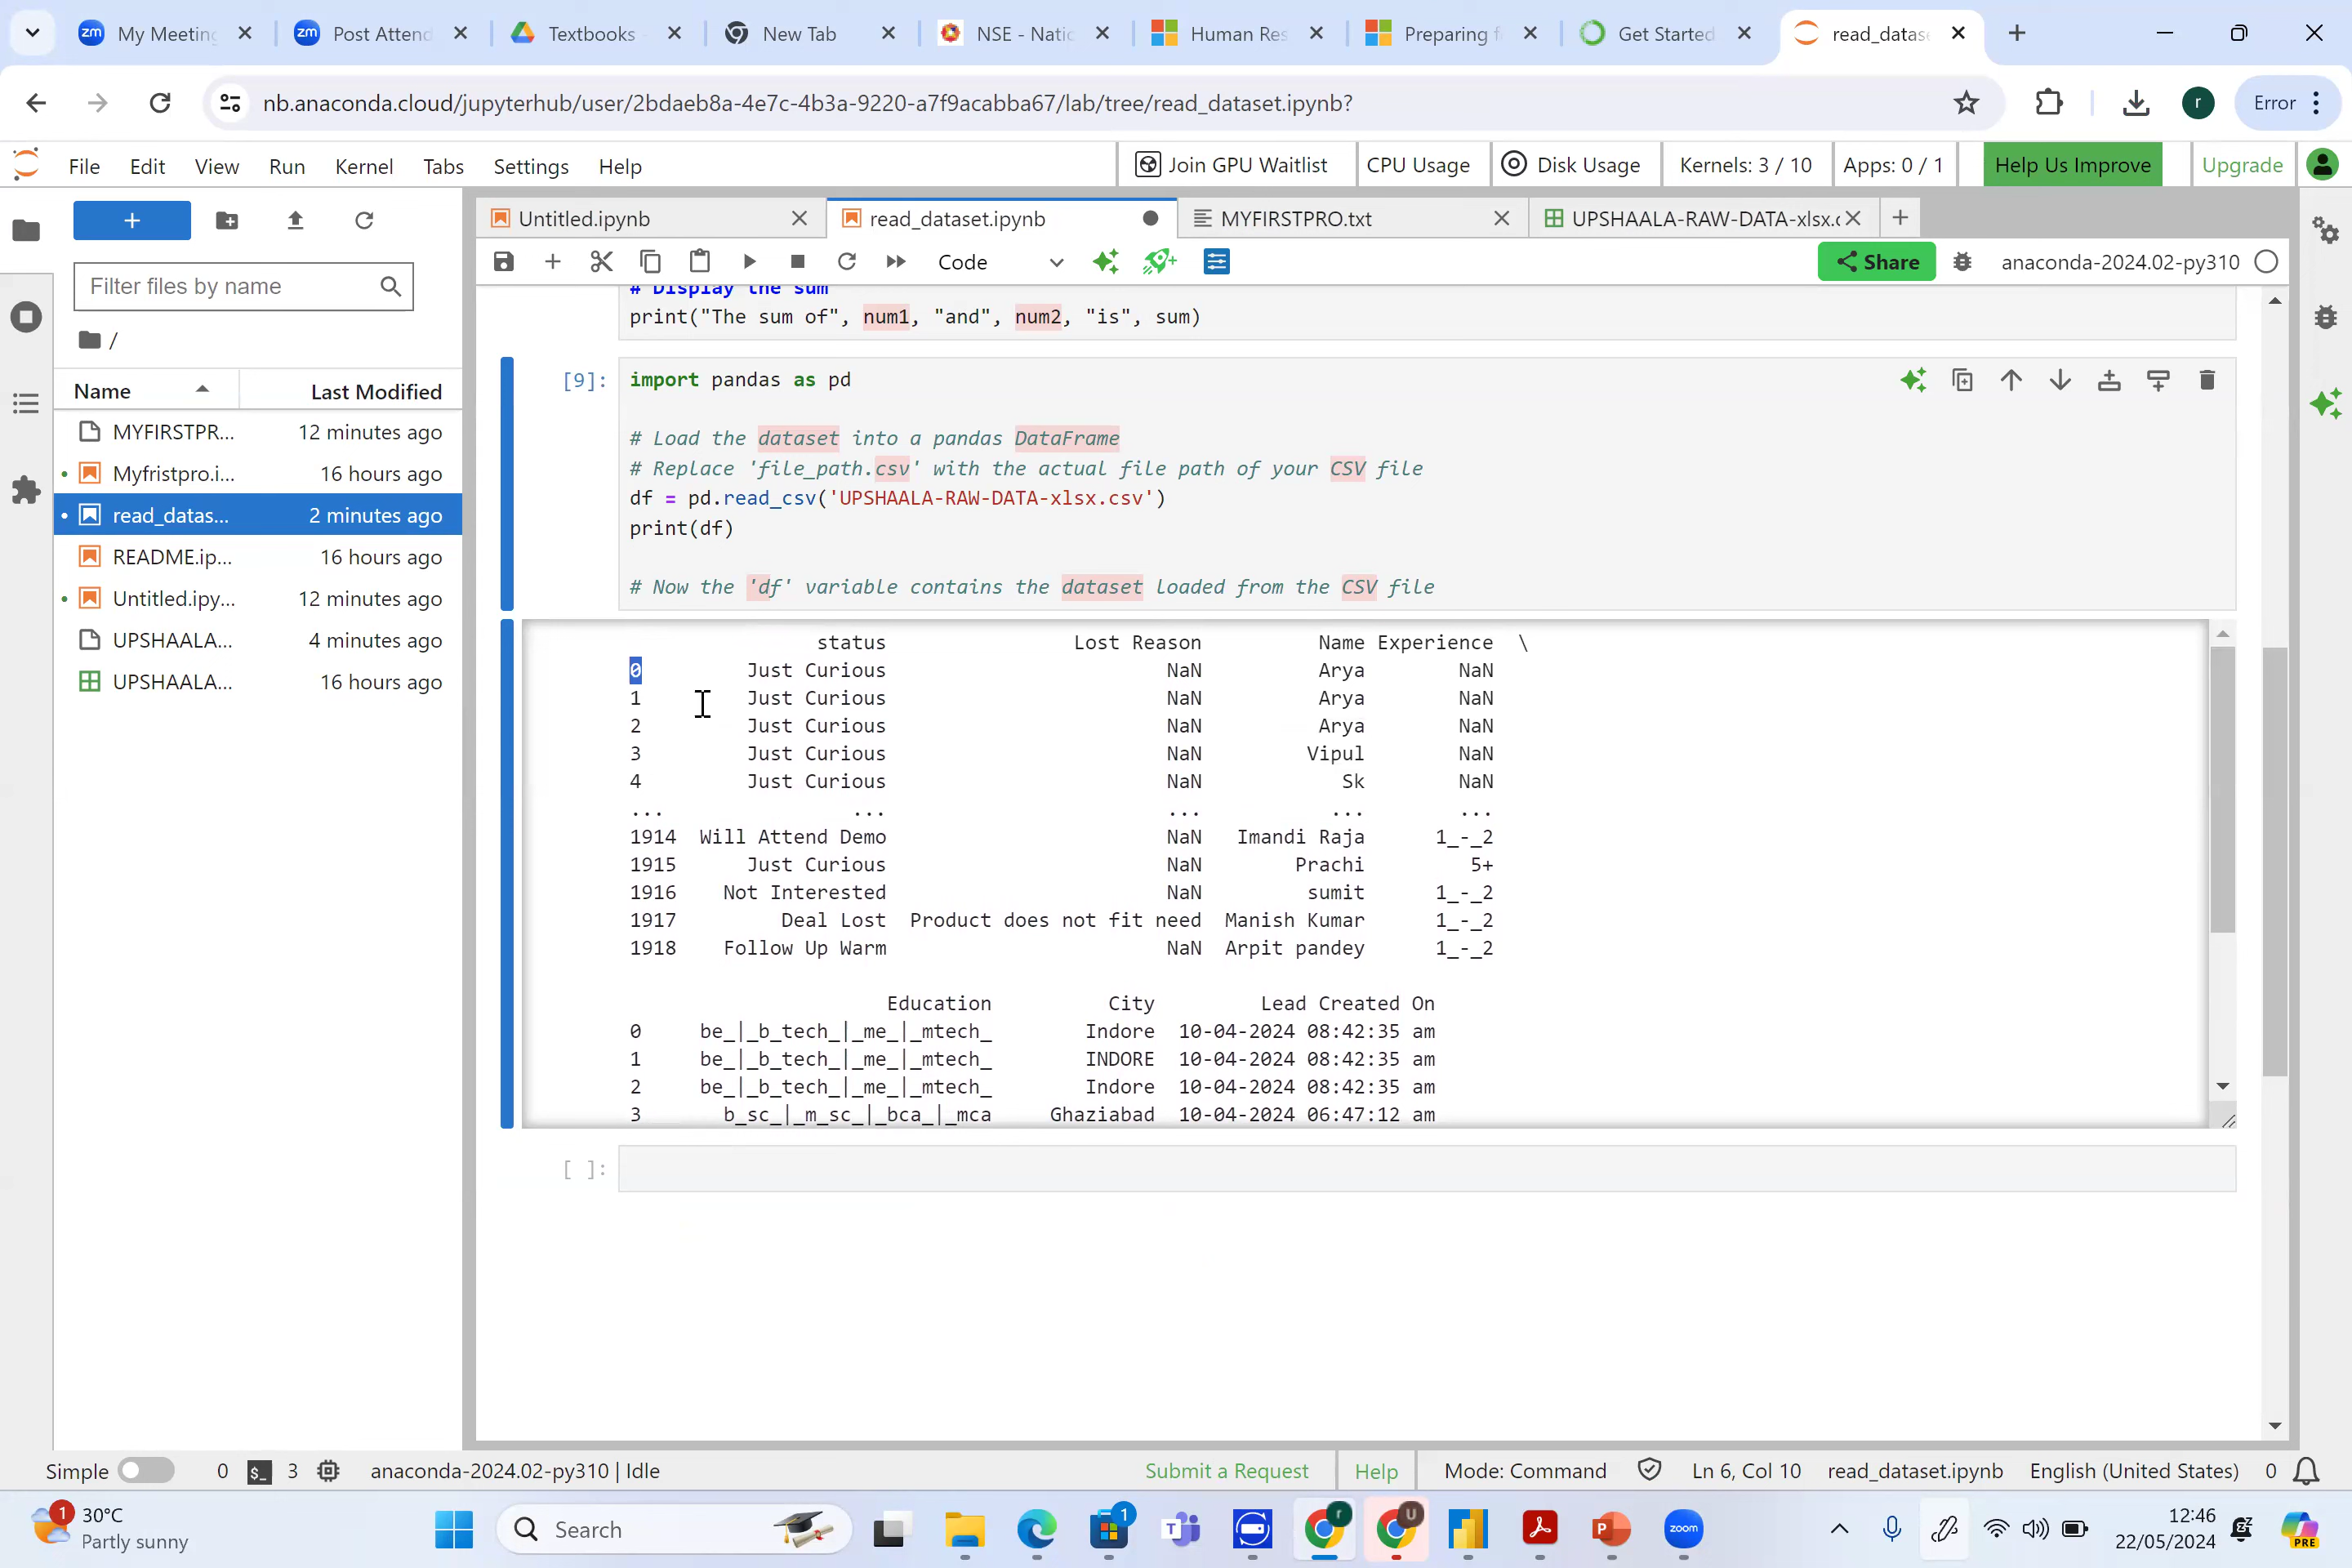 My Meeting
Post Attend
Textbooks -
New Tab
NSE - Natio
Human Res
Preparing f
Get Started
read_datase
nb.anaconda.cloud/jupyterhub/user/2bdaeb8a-4e7c-4b3a-9220-a7f9acabba67/lab/tree/read_dataset.ipynb?
r
Error
File Edit View Run Kernel Tabs Settings Help
Join GPU Waitlist CPU Usage Disk Usage Kernels: 3 / 10 Apps: 0 / 1 Help Us Improve Upgrade
Untitled.ipynb read_dataset.ipynb MYFIRSTPRO.txt UPSHAALA-RAW-DATA-xlsx.c
Code Share anaconda-2024.02-py310
Filter files by name
/
Name Last Modified
MYFIRSTPR... 12 minutes ago
Myfristpro.i... 16 hours ago
read_datas... 2 minutes ago
README.ip... 16 hours ago
Untitled.ipy... 12 minutes ago
UPSHAALA... 4 minutes ago
UPSHAALA... 16 hours ago
# Display the sum
print("The sum of", num1, "and", num2, "is", sum)
[9]: import pandas as pd
# Load the dataset into a pandas DataFrame
# Replace 'file_path.csv' with the actual file path of your CSV file
df = pd.read_csv('UPSHAALA-RAW-DATA-xlsx.csv')
print(df)
# Now the 'df' variable contains the dataset loaded from the CSV file
status Lost Reason Name Experience \
0 Just Curious NaN Arya NaN
1 Just Curious NaN Arya NaN
2 Just Curious NaN Arya NaN
3 Just Curious NaN Vipul NaN
4 Just Curious NaN Sk NaN
... ... ... ... ...
1914 Will Attend Demo NaN Imandi Raja 1_-_2
1915 Just Curious NaN Prachi 5+
1916 Not Interested NaN sumit 1_-_2
1917 Deal Lost Product does not fit need Manish Kumar 1_-_2
1918 Follow Up Warm NaN Arpit pandey 1_-_2
Education City Lead Created On
0 be_|_b_tech_|_me_|_mtech_ Indore 10-04-2024 08:42:35 am
1 be_|_b_tech_|_me_|_mtech_ INDORE 10-04-2024 08:42:35 am
2 be_|_b_tech_|_me_|_mtech_ Indore 10-04-2024 08:42:35 am
3 b_sc_|_m_sc_|_bca_|_mca Ghaziabad 10-04-2024 06:47:12 am
[ ]:
Simple 0 $_ 3 anaconda-2024.02-py310 | Idle Submit a Request Help Mode: Command Ln 6, Col 10 read_dataset.ipynb English (United States) 0
1 30°C
Partly sunny
Search
1
zoom
12:46
22/05/2024
PRE